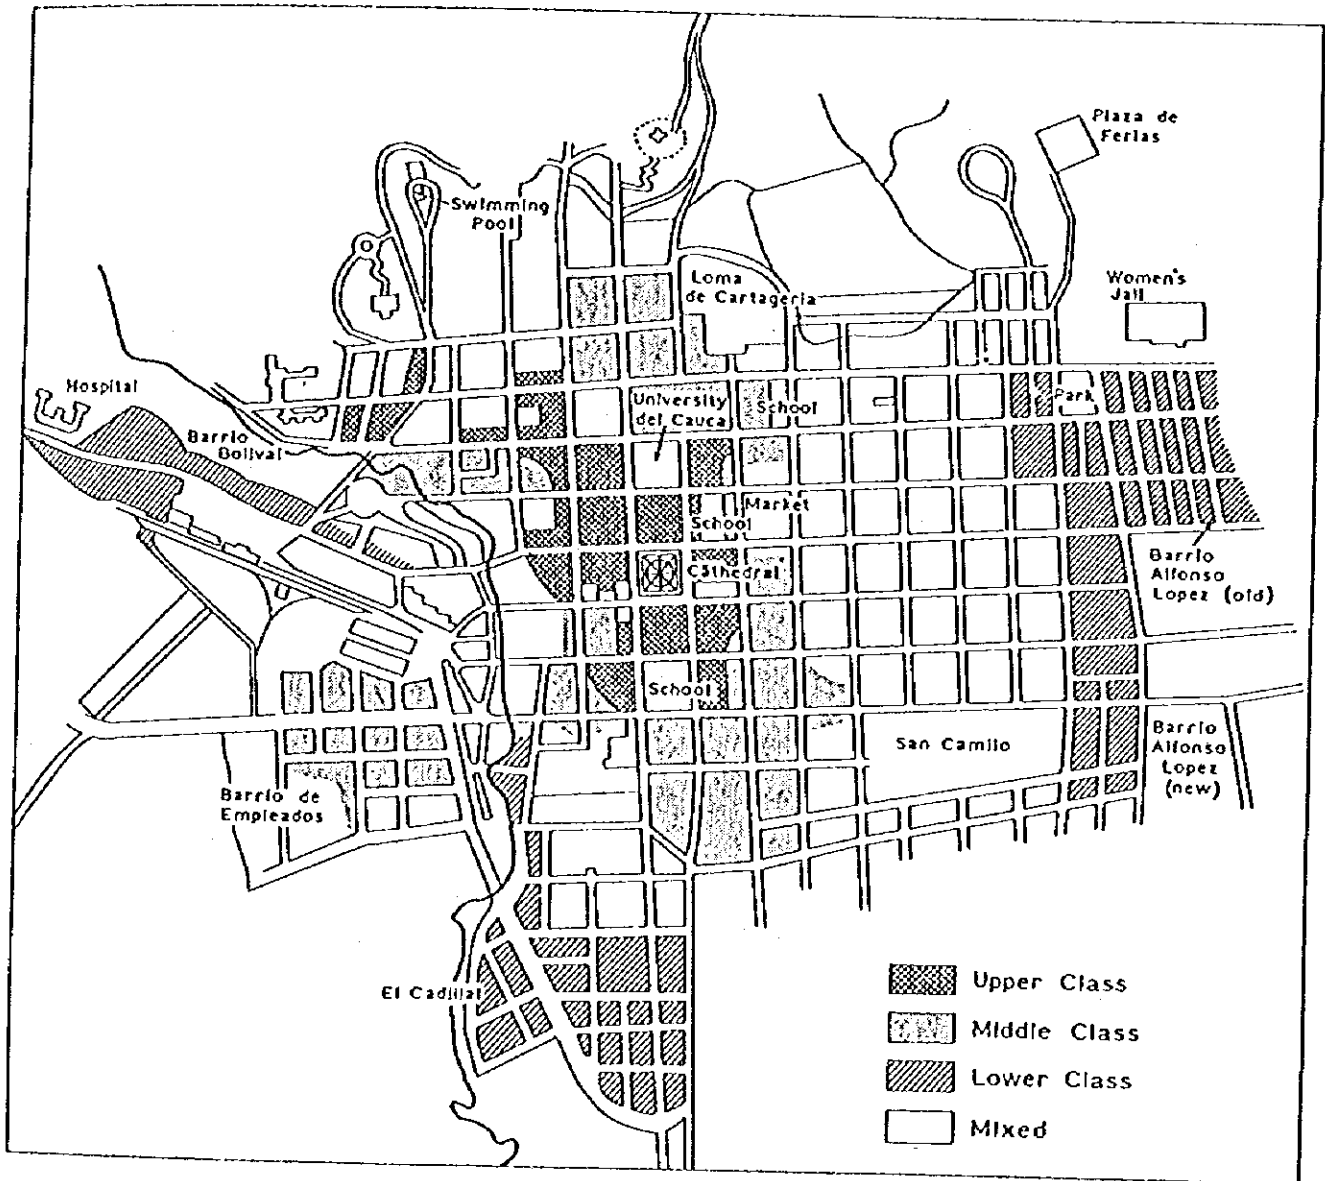 Plaza de
Ferias
Swimming
Pool
Loma
de Cartageria
Women's
Jail
Hospital
University
del Cauca
School
Park
Barrio
Bolival
Market
School
Cathedral
Barrio
Alfonso
Lopez (old)
School
San Camilo
Barrio
Alfonso
Lopez
(new)
Barrio de
Empleados
El Cadillal
Upper Class
Middle Class
Lower Class
Mixed